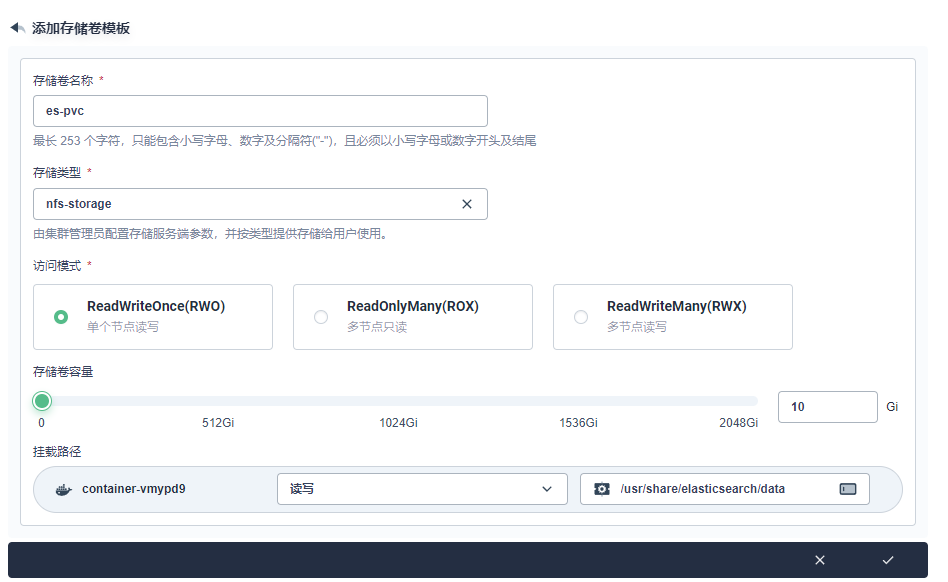 添加存储卷模板
存储卷名称 *
es-pvc
最长 253 个字符，只能包含小写字母、数字及分隔符("-")，且必须以小写字母或数字开头及结尾
存储类型 *
nfs-storage
由集群管理员配置存储服务端参数，并按类型提供存储给用户使用。
访问模式 *
ReadWriteOnce(RWO) ReadOnlyMany(ROX) ReadWriteMany(RWX)
单个节点读写 多节点只读 多节点读写
存储卷容量
10 Gi
0 512Gi 1024Gi 1536Gi 2048Gi
挂载路径
container-vmypd9 读写 /usr/share/elasticsearch/data